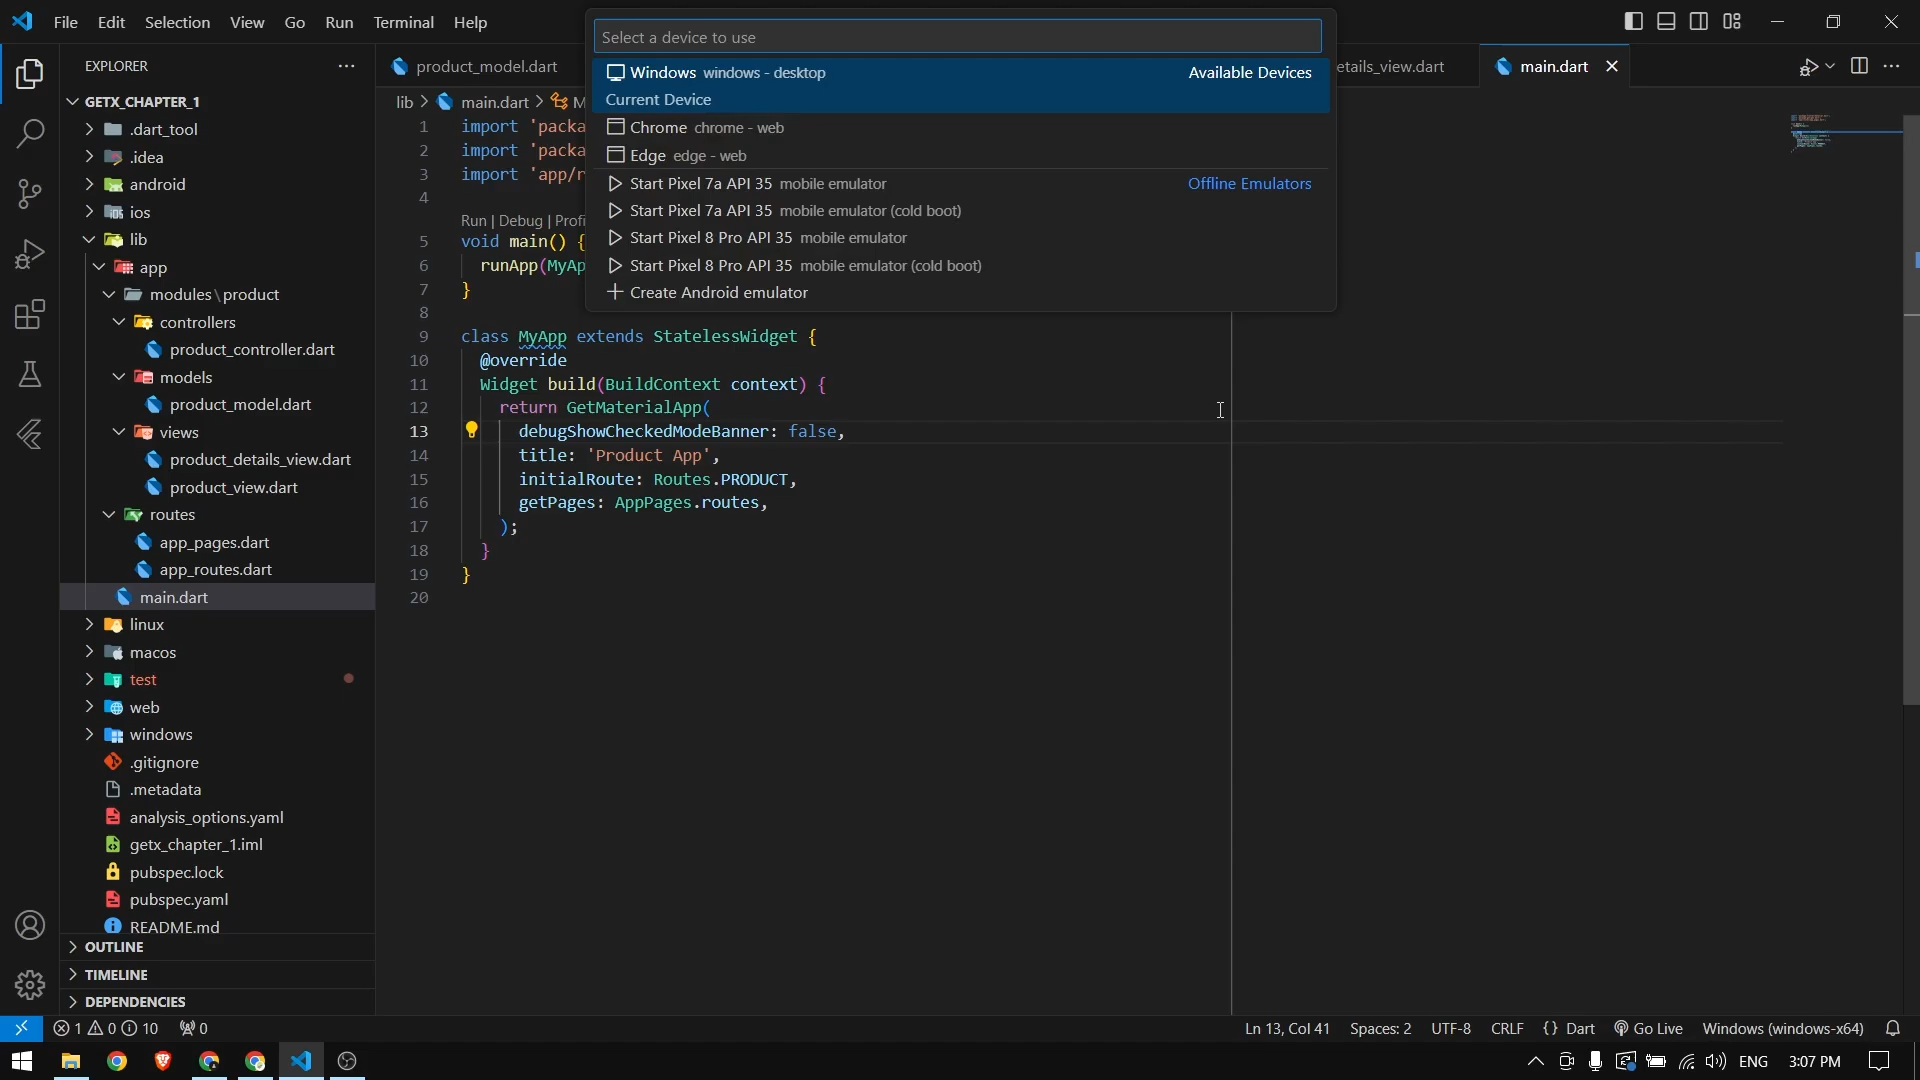 File Edit Selection View Go Run Terminal Help
Select a device to use
Windows windows - desktop Available Devices
Current Device
Chrome chrome - web
Edge edge - web
Start Pixel 7a API 35 mobile emulator Offline Emulators
Start Pixel 7a API 35 mobile emulator (cold boot)
Start Pixel 8 Pro API 35 mobile emulator
Start Pixel 8 Pro API 35 mobile emulator (cold boot)
Create Android emulator
EXPLORER
GETX_CHAPTER_1
.dart_tool
.idea
android
ios
lib
app
modules\product
controllers
product_controller.dart
models
product_model.dart
views
product_details_view.dart
product_view.dart
routes
app_pages.dart
app_routes.dart
main.dart
linux
macos
test
web
windows
.gitignore
.metadata
analysis_options.yaml
getx_chapter_1.iml
pubspec.lock
pubspec.yaml
README.md
OUTLINE
TIMELINE
DEPENDENCIES
product_model.dart etails_view.dart main.dart
lib > main.dart > M
1 import 'packa
2 import 'packa
3 import 'app/r
4
Run | Debug | Profi
5 void main() {
6 runApp(MyAp
7 }
8
9 class MyApp extends StatelessWidget {
10 @override
11 Widget build(BuildContext context) {
12 return GetMaterialApp(
13 debugShowCheckedModeBanner: false,
14 title: 'Product App',
15 initialRoute: Routes.PRODUCT,
16 getPages: AppPages.routes,
17 );
18 }
19 }
20
1 0 10 0 Ln 13, Col 41 Spaces: 2 UTF-8 CRLF {} Dart Go Live Windows (windows-x64)
ENG 3:07 PM